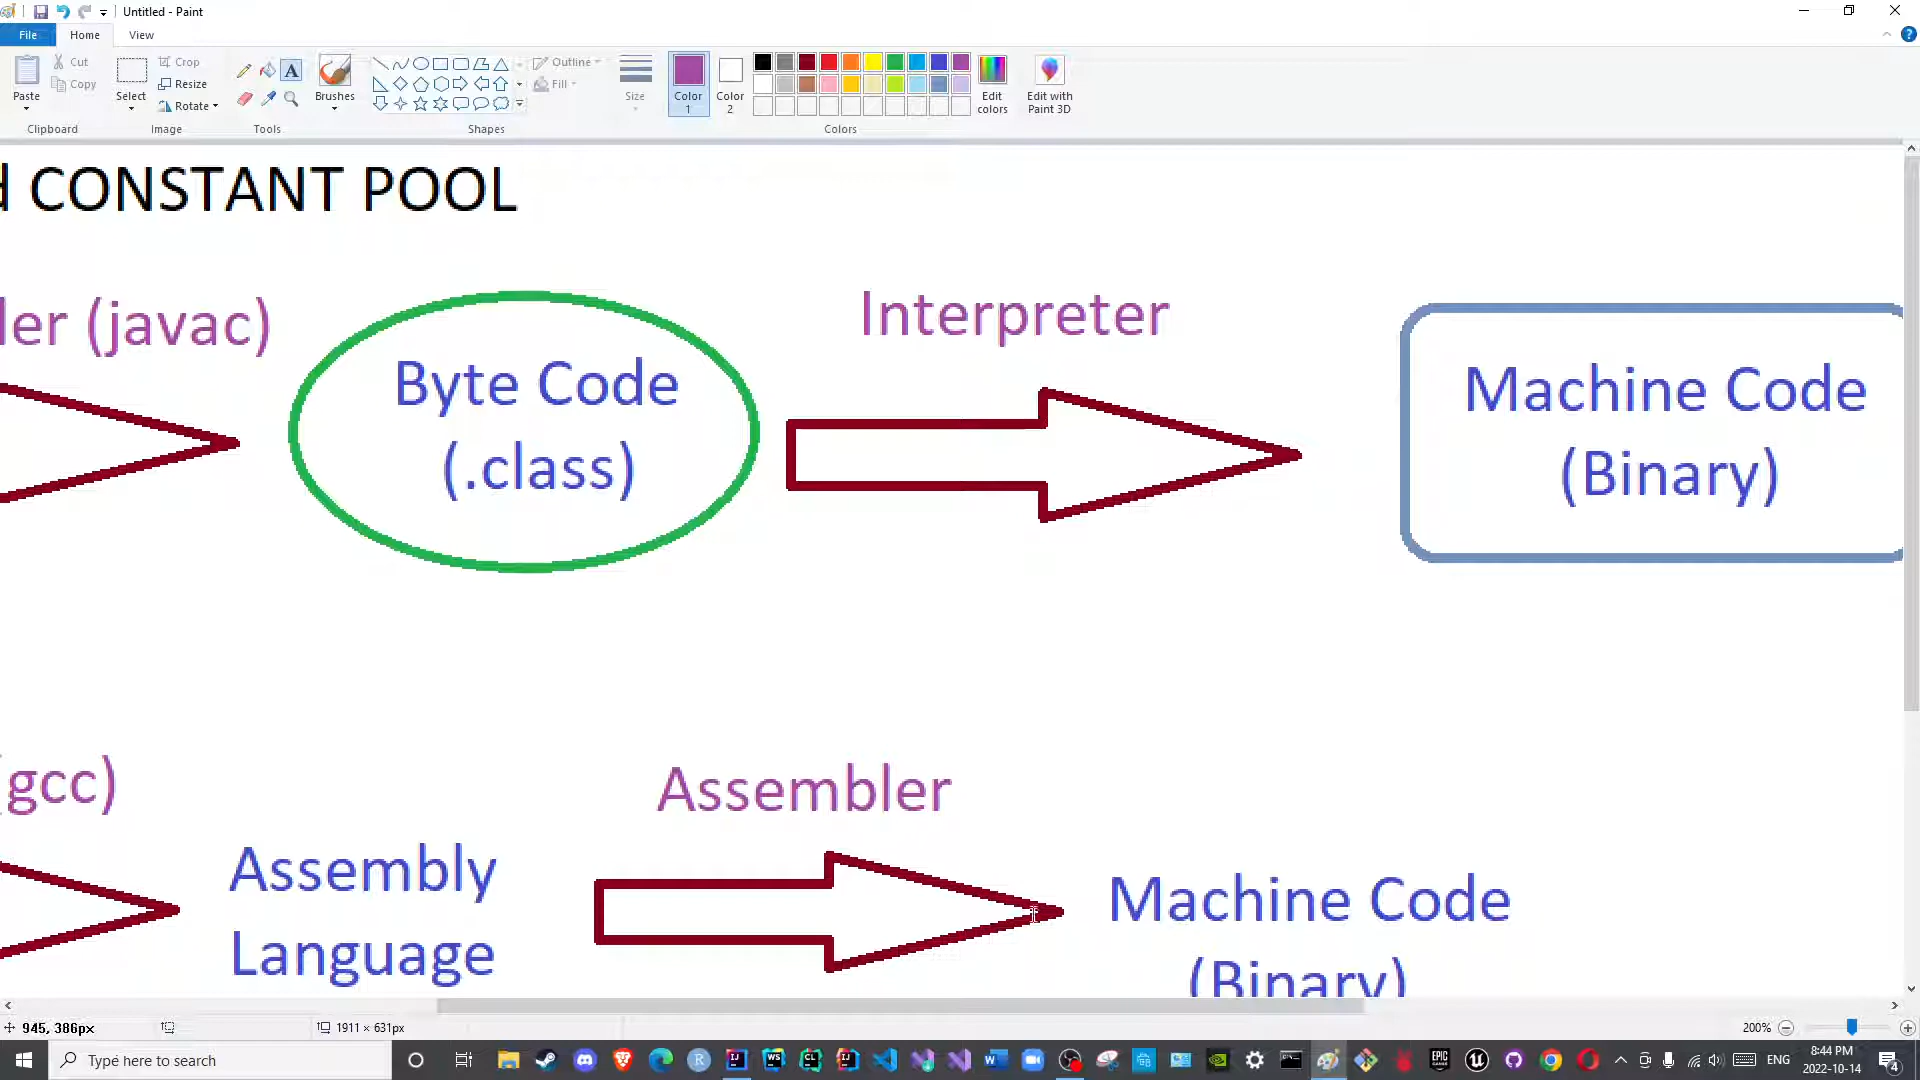 Untitled - Paint
File Home View
Paste
Cut
Copy
Clipboard
Select
Crop
Resize
Rotate
Image
Tools
Brushes
Shapes
Outline
Fill
Size
Color 1
Color 2
Colors
Edit colors
Edit with Paint 3D
CONSTANT POOL
ler (javac)
Byte Code
(.class)
Interpreter
Machine Code
(Binary)
(gcc)
Assembly
Language
Assembler
Machine Code
(Binary)
945, 386px
1911 × 631px
200%
Type here to search
ENG
8:44 PM
2022-10-14